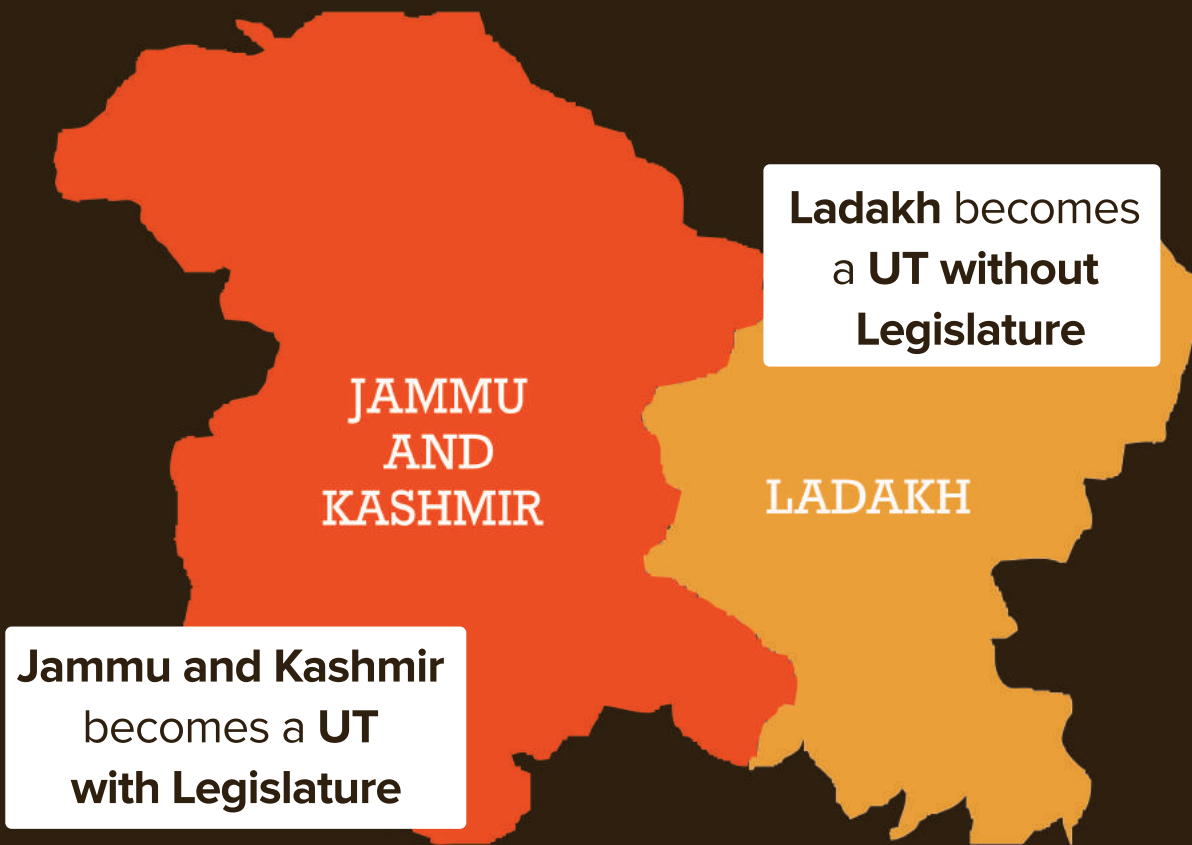 Ladakh becomes
a UT without
Legislature
JAMMU
AND
KASHMIR
LADAKH
Jammu and Kashmir
becomes a UT
with Legislature